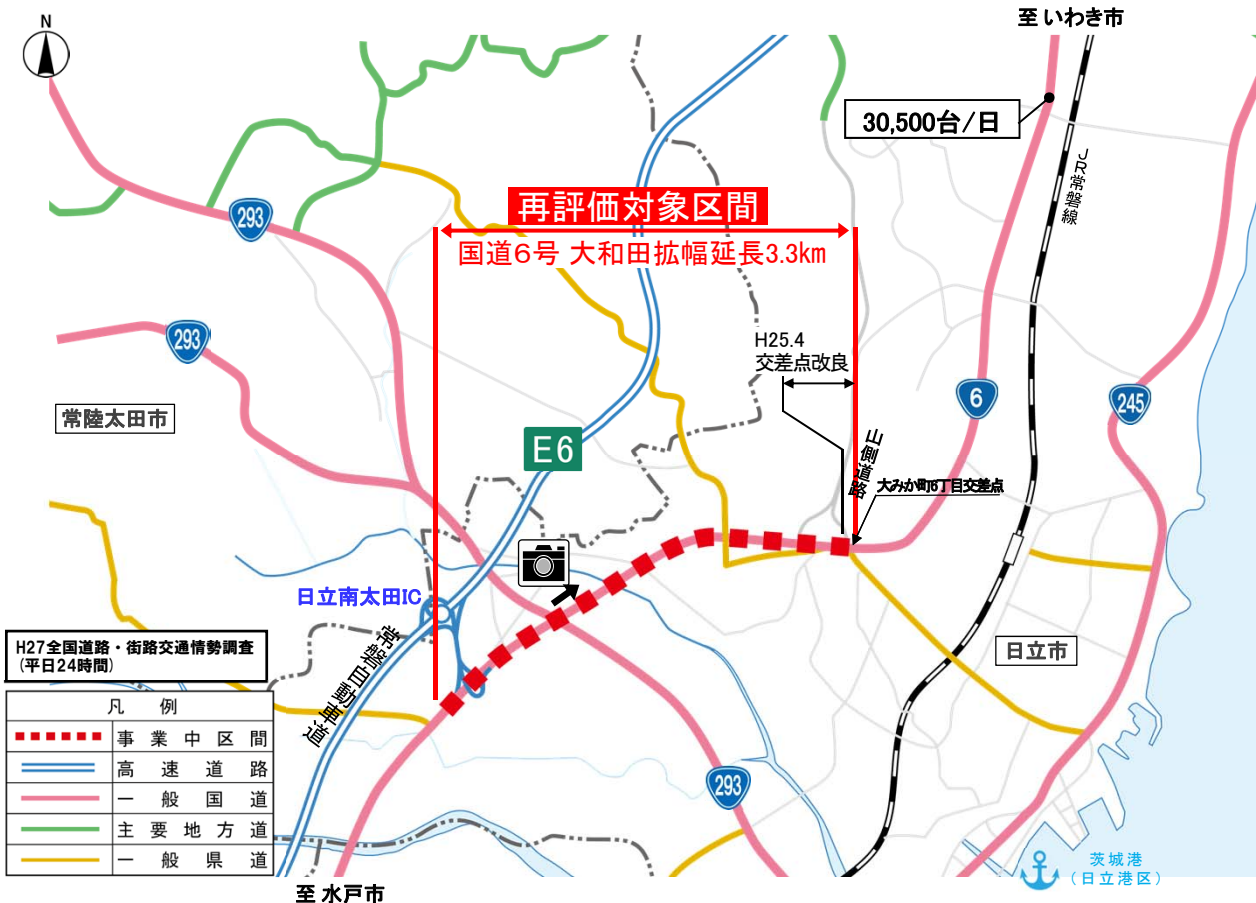 N
至 いわき市
30,500台/日
JR常磐線
再評価対象区間
国道6号 大和田拡幅延長3.3km
293
293
H25.4
交差点改良
6
245
常陸太田市
E6
山側道路
大みか町6丁目交差点
日立南太田IC
常磐自動車道
日立市
H27全国道路・街路交通情勢調査
(平日24時間)
凡 例
事業中区間
高速道路
一般国道
主要地方道
一般県道
293
茨城港
(日立港区)
至 水戸市